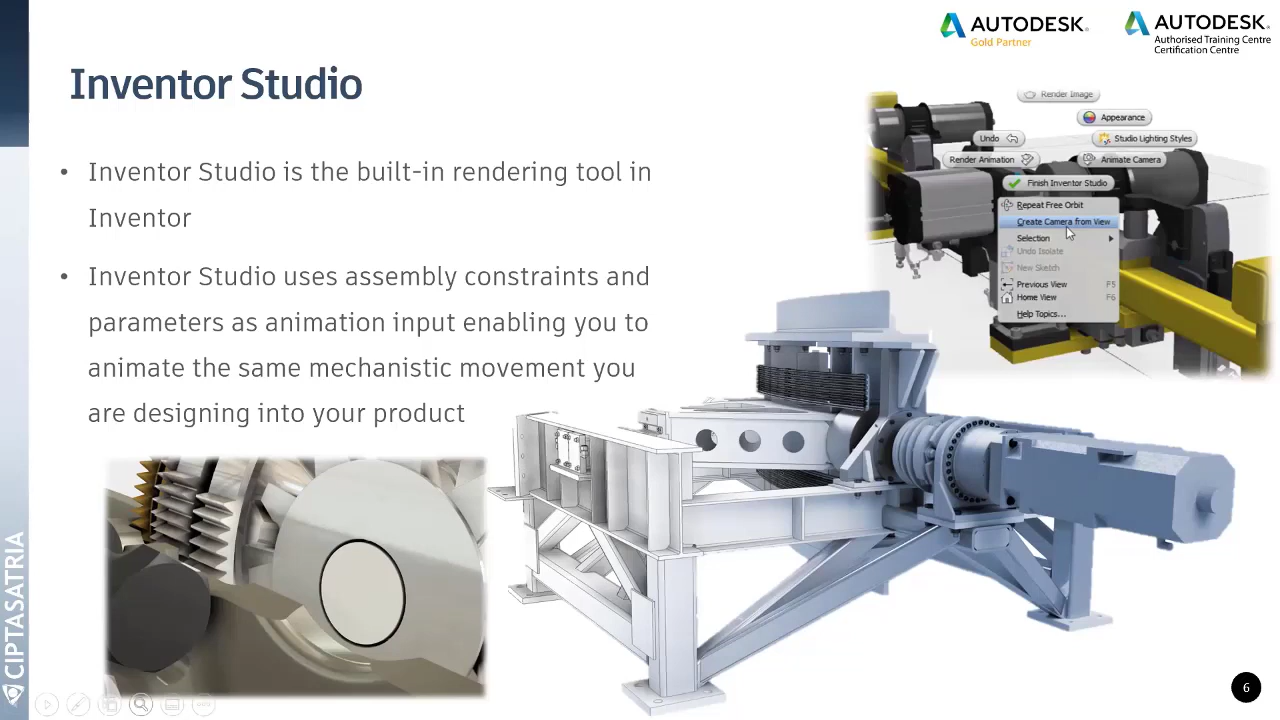 AUTODESK.
Gold Partner
AUTODESK.
Authorised Training Centre
Certification Centre
Inventor Studio
• Inventor Studio is the built-in rendering tool in
Inventor
• Inventor Studio uses assembly constraints and
parameters as animation input enabling you to
animate the same mechanistic movement you
are designing into your product
Render Image
Appearance
Undo
Studio Lighting Styles
Render Animation
Animate Camera
Finish Inventor Studio
Repeat Free Orbit
Create Camera from View
Selection
Undo Isolate
New Sketch
Previous View F5
Home View F6
Help Topics...
CIPTASATRIA
6